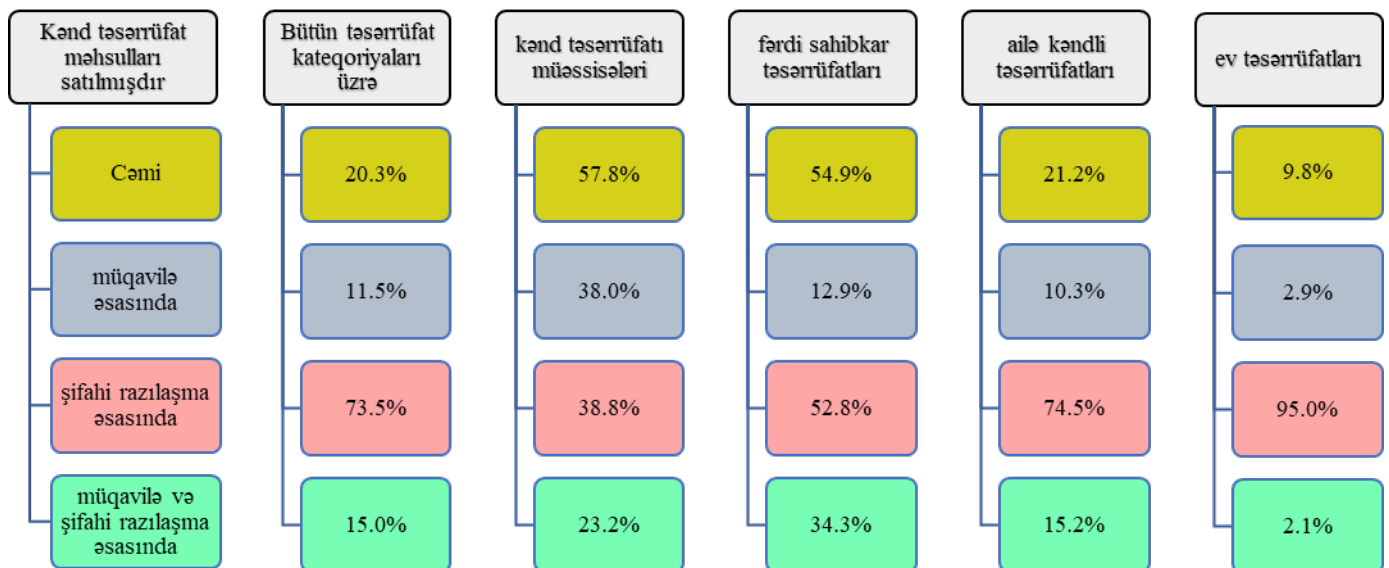 Kənd təsərrüfat
məhsulları
satılmışdır
Bütün təsərrüfat
kateqoriyaları
üzrə
kənd təsərrüfatı
müəssisələri
fərdi sahibkar
təsərrüfatları
ailə kəndli
təsərrüfatları
ev təsərrüfatları
Cəmi
20.3%
57.8%
54.9%
21.2%
9.8%
müqavilə
əsasında
11.5%
38.0%
12.9%
10.3%
2.9%
şifahi razılaşma
əsasında
73.5%
38.8%
52.8%
74.5%
95.0%
müqavilə və
şifahi razılaşma
əsasında
15.0%
23.2%
34.3%
15.2%
2.1%